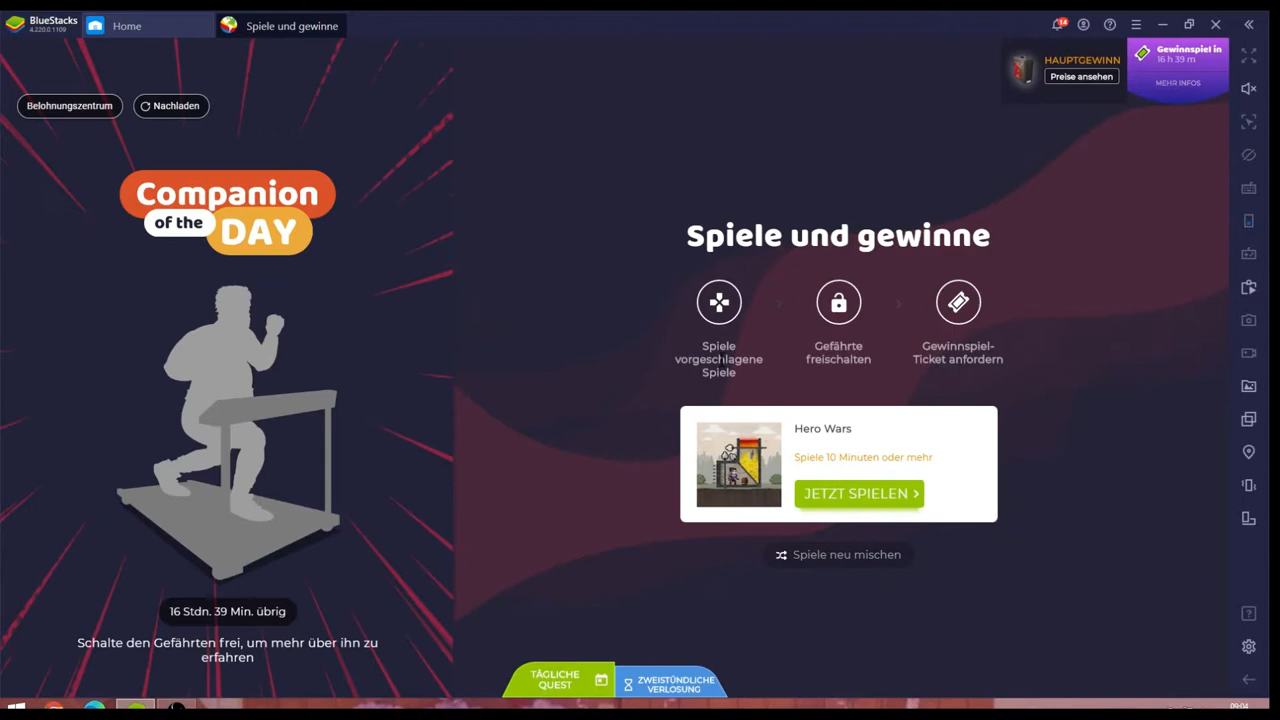 BlueStacks
4.220.0.1109
Home
Spiele und gewinne
14
HAUPTGEWINN
Preise ansehen
Gewinnspiel in
16 h 39 m
MEHR INFOS
Belohnungszentrum
Nachladen
Companion
of the
DAY
Spiele und gewinne
Spiele
vorgeschlagene
Spiele
Gefährte
freischalten
Gewinnspiel-
Ticket anfordern
Hero Wars
Spiele 10 Minuten oder mehr
JETZT SPIELEN
Spiele neu mischen
16 Stdn. 39 Min. übrig
Schalte den Gefährten frei, um mehr über ihn zu
erfahren
TÄGLICHE
QUEST
ZWEISTÜNDLICHE
VERLOSUNG
09:04